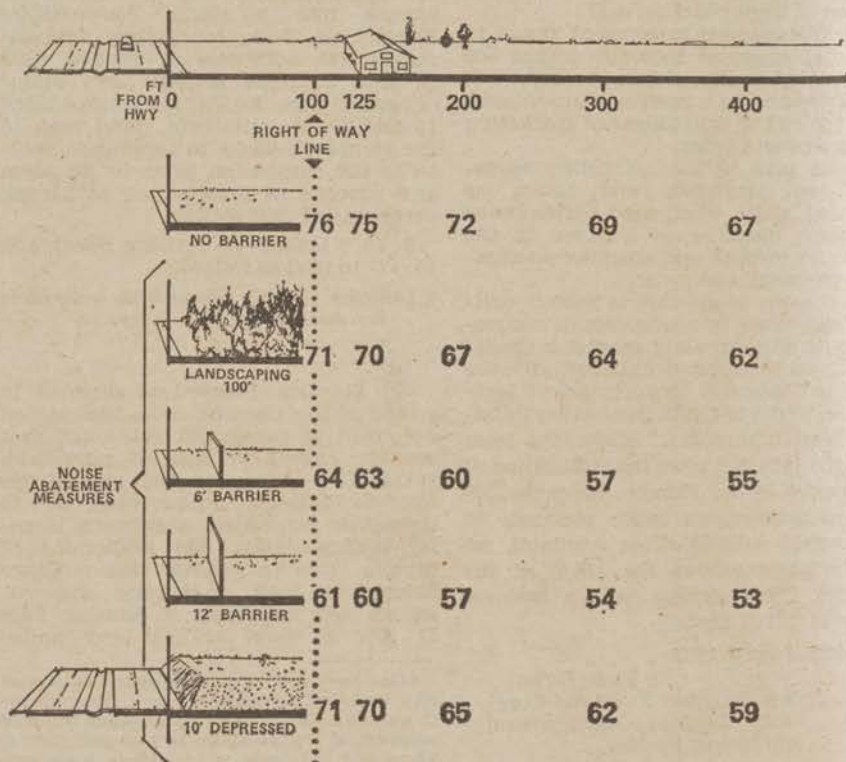 FT
FROM
HWY
0 100 125 200 300 400
RIGHT OF WAY
LINE
76 75 72 69 67
NO BARRIER
71 70 67 64 62
LANDSCAPING
100'
NOISE
ABATEMENT
MEASURES
64 63 60 57 55
6' BARRIER
61 60 57 54 53
12' BARRIER
71 70 65 62 59
10' DEPRESSED